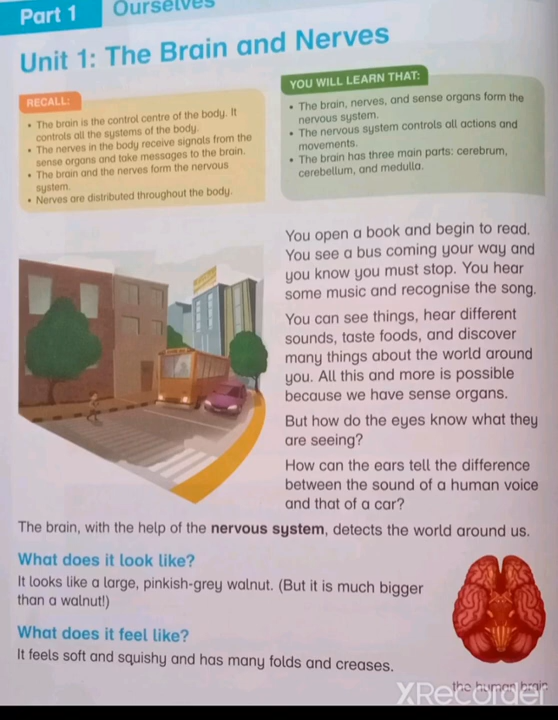 Part 1
Ourselves
Unit 1: The Brain and Nerves
RECALL:
• The brain is the control centre of the body. It
controls all the systems of the body.
• The nerves in the body receive signals from the
sense organs and take messages to the brain.
• The brain and the nerves form the nervous
system.
• Nerves are distributed throughout the body.
YOU WILL LEARN THAT:
• The brain, nerves, and sense organs form the
nervous system.
• The nervous system controls all actions and
movements.
• The brain has three main parts: cerebrum,
cerebellum, and medulla.
You open a book and begin to read.
You see a bus coming your way and
you know you must stop. You hear
some music and recognise the song.
You can see things, hear different
sounds, taste foods, and discover
many things about the world around
you. All this and more is possible
because we have sense organs.
But how do the eyes know what they
are seeing?
How can the ears tell the difference
between the sound of a human voice
and that of a car?
The brain, with the help of the nervous system, detects the world around us.
What does it look like?
It looks like a large, pinkish-grey walnut. (But it is much bigger
than a walnut!)
What does it feel like?
It feels soft and squishy and has many folds and creases.
the human brain
XRecorder